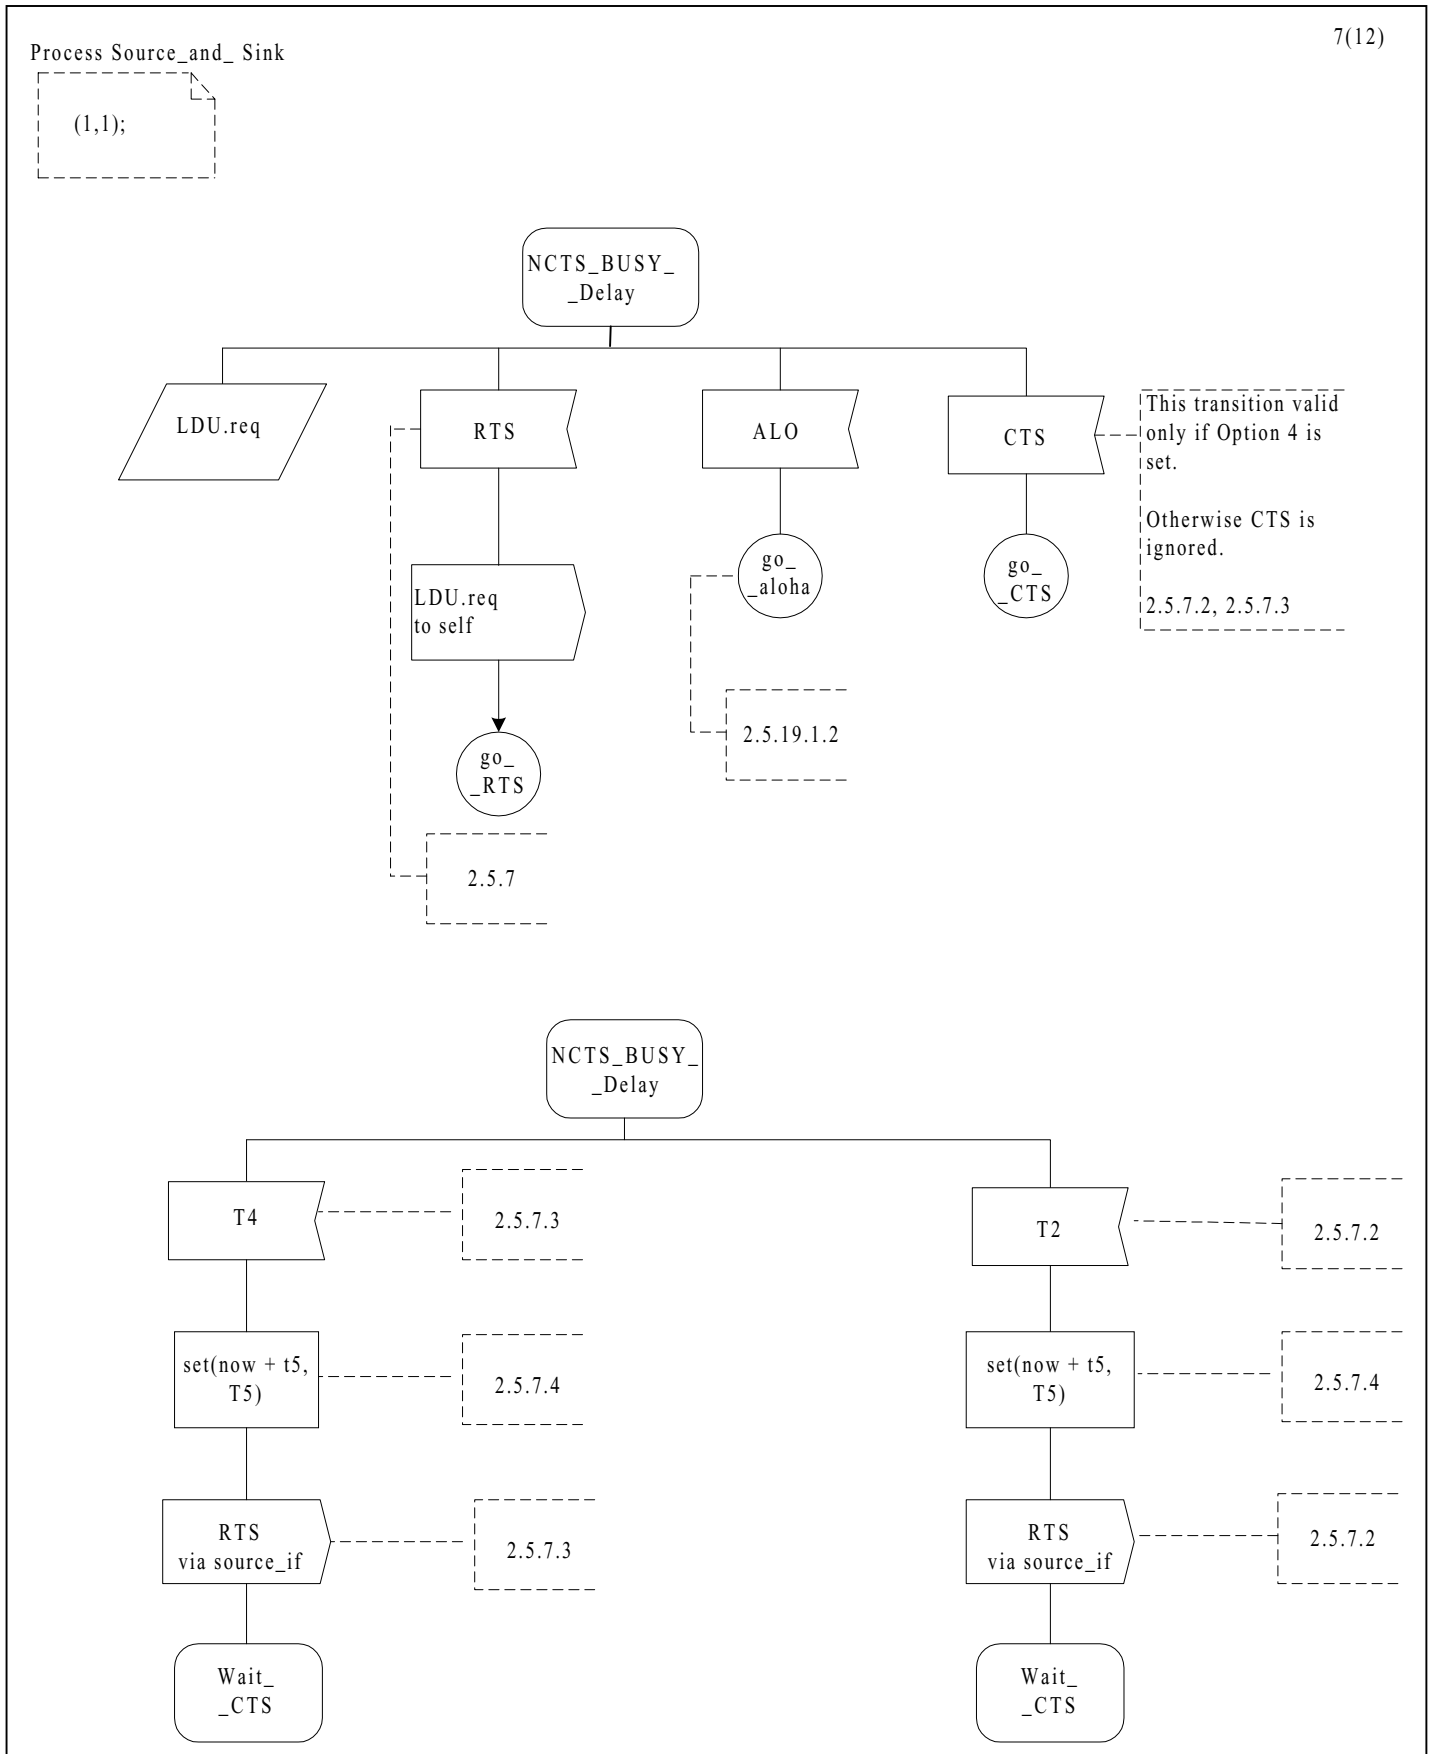 7(12)
Process Source_and_ Sink
(1,1);
NCTS_BUSY_
_Delay
LDU.req
RTS
ALO
CTS
This transition valid
only if Option 4 is
set.
Otherwise CTS is
ignored.
2.5.7.2, 2.5.7.3
LDU.req
to self
go_
_aloha
go_
_CTS
2.5.19.1.2
go_
_RTS
2.5.7
NCTS_BUSY_
_Delay
T4
2.5.7.3
T2
2.5.7.2
set(now + t5,
T5)
2.5.7.4
set(now + t5,
T5)
2.5.7.4
RTS
via source_if
2.5.7.3
RTS
via source_if
2.5.7.2
Wait_
_CTS
Wait_
_CTS